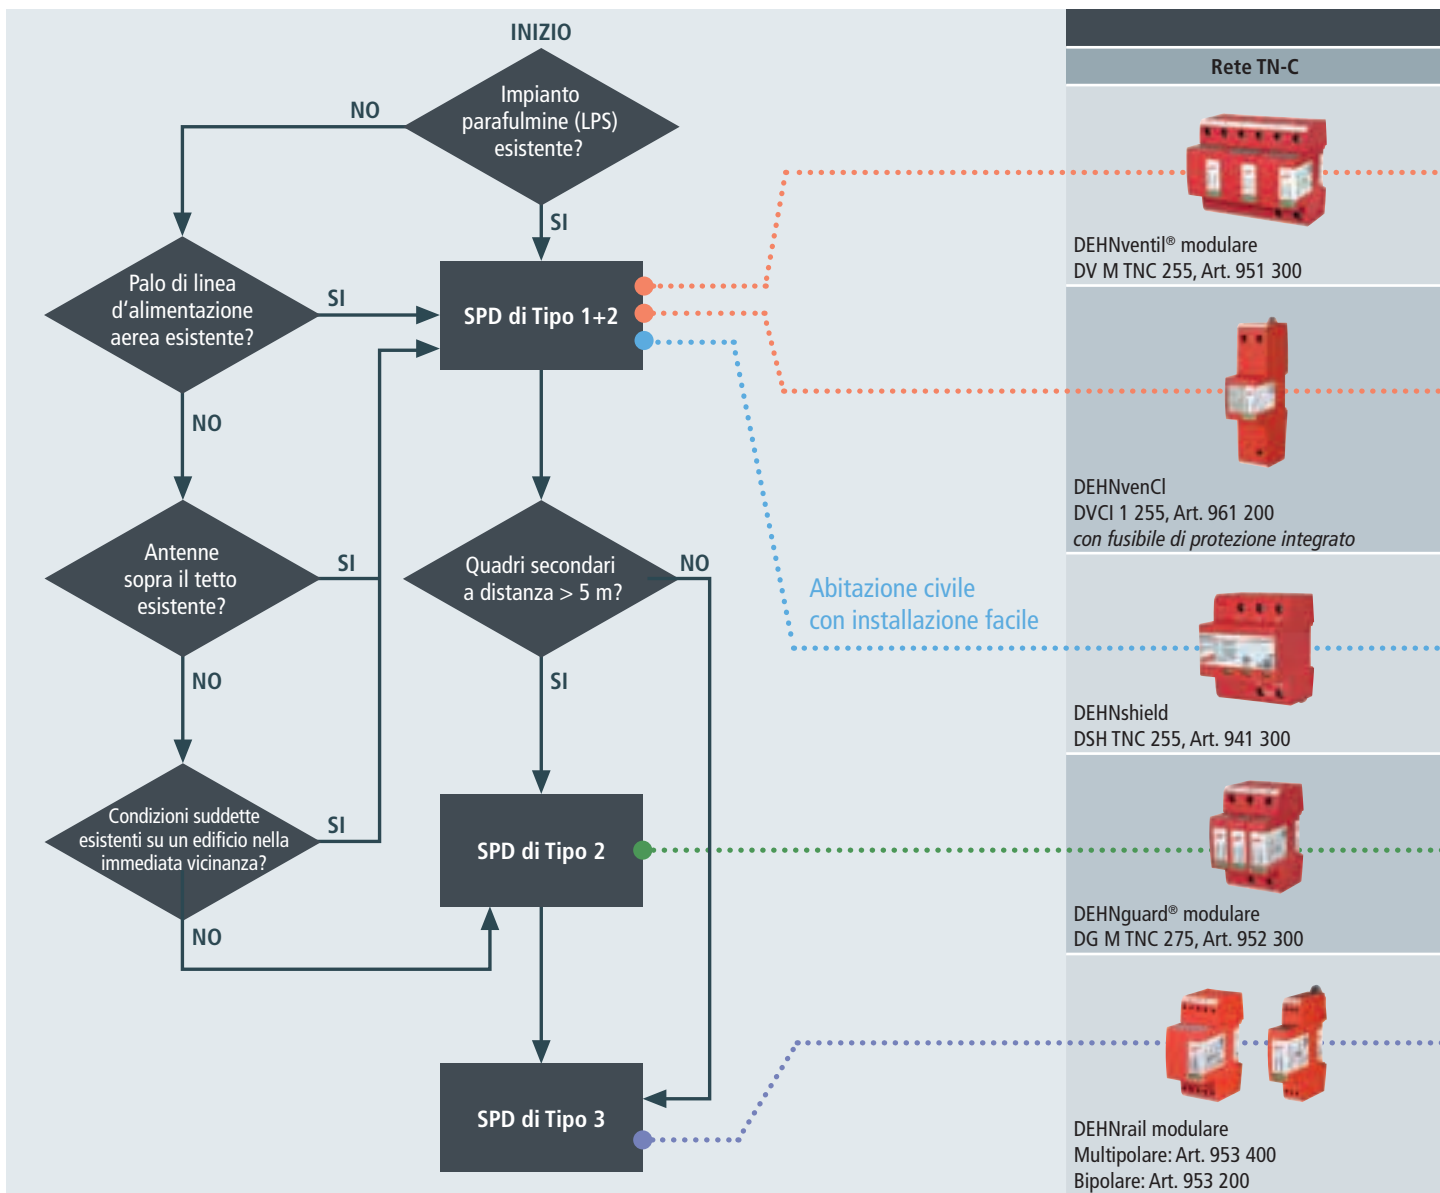 INIZIO
Impianto
parafulmine (LPS)
esistente?
NO
SI
Palo di linea
d‘alimentazione
aerea esistente?
SI
NO
SPD di Tipo 1+2
Antenne
sopra il tetto
esistente?
SI
NO
Quadri secondari
a distanza > 5 m?
NO
SI
Abitazione civile
con installazione facile
Condizioni suddette
esistenti su un edificio nella
immediata vicinanza?
SI
NO
SPD di Tipo 2
SPD di Tipo 3
Rete TN-C
DEHNventil® modulare
DV M TNC 255, Art. 951 300
DEHNvenCI
DVCI 1 255, Art. 961 200
con fusibile di protezione integrato
DEHNshield
DSH TNC 255, Art. 941 300
DEHNguard® modulare
DG M TNC 275, Art. 952 300
DEHNrail modulare
Multipolare: Art. 953 400
Bipolare: Art. 953 200